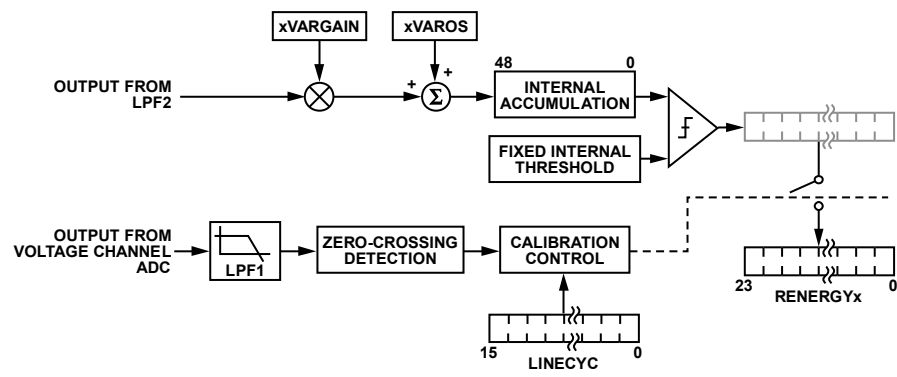 xVARGAIN
xVAROS
OUTPUT FROM
LPF2
+
+
Σ
48
0
INTERNAL
ACCUMULATION
FIXED INTERNAL
THRESHOLD
OUTPUT FROM
VOLTAGE CHANNEL
ADC
LPF1
ZERO-CROSSING
DETECTION
CALIBRATION
CONTROL
23
0
RENERGYx
15
0
LINECYC